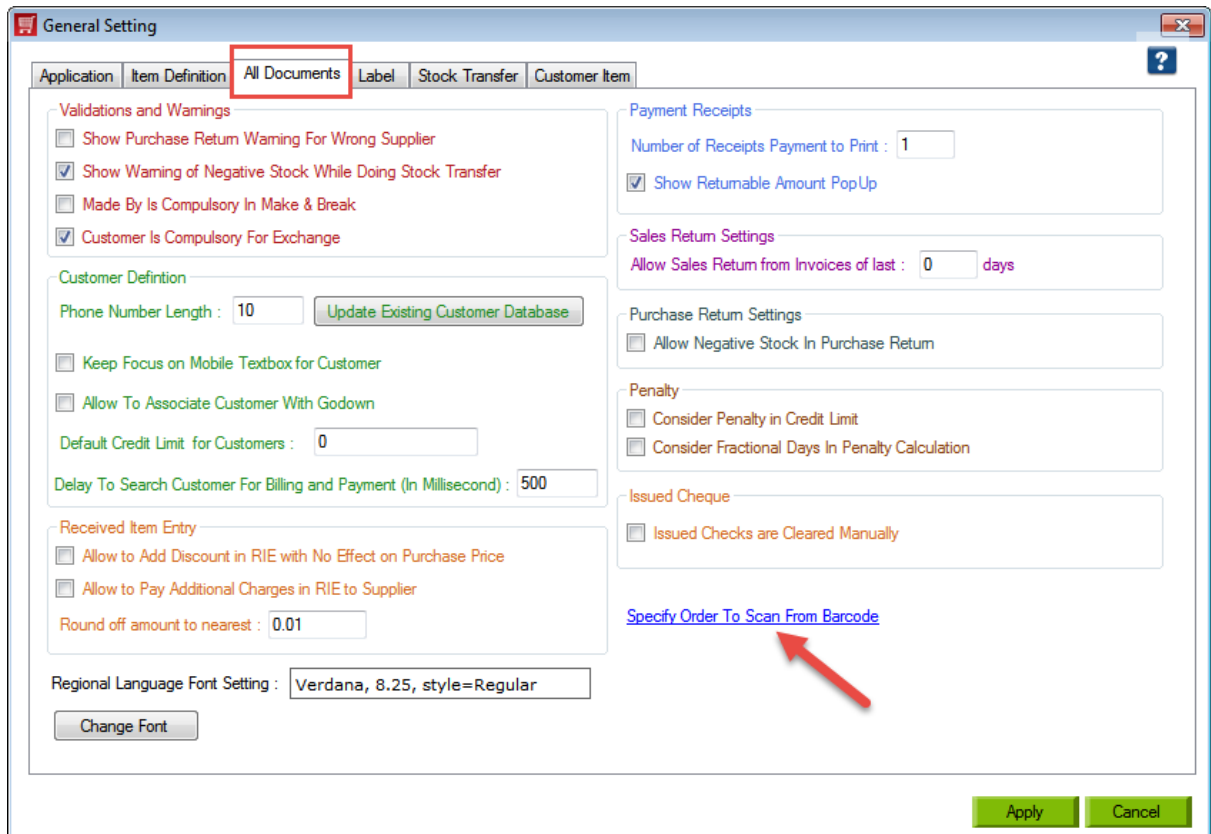 General Setting
?
Application Item Definition All Documents Label Stock Transfer Customer Item
Validations and Warnings
Show Purchase Return Warning For Wrong Supplier
Show Warning of Negative Stock While Doing Stock Transfer
Made By Is Compulsory In Make & Break
Customer Is Compulsory For Exchange
Customer Defintion
Phone Number Length : 10 Update Existing Customer Database
Keep Focus on Mobile Textbox for Customer
Allow To Associate Customer With Godown
Default Credit Limit for Customers : 0
Delay To Search Customer For Billing and Payment (In Millisecond) : 500
Received Item Entry
Allow to Add Discount in RIE with No Effect on Purchase Price
Allow to Pay Additional Charges in RIE to Supplier
Round off amount to nearest : 0.01
Regional Language Font Setting : Verdana, 8.25, style=Regular
Change Font
Payment Receipts
Number of Receipts Payment to Print : 1
Show Returnable Amount PopUp
Sales Return Settings
Allow Sales Return from Invoices of last : 0 days
Purchase Return Settings
Allow Negative Stock In Purchase Return
Penalty
Consider Penalty in Credit Limit
Consider Fractional Days In Penalty Calculation
Issued Cheque
Issued Checks are Cleared Manually
Specify Order To Scan From Barcode
Apply Cancel